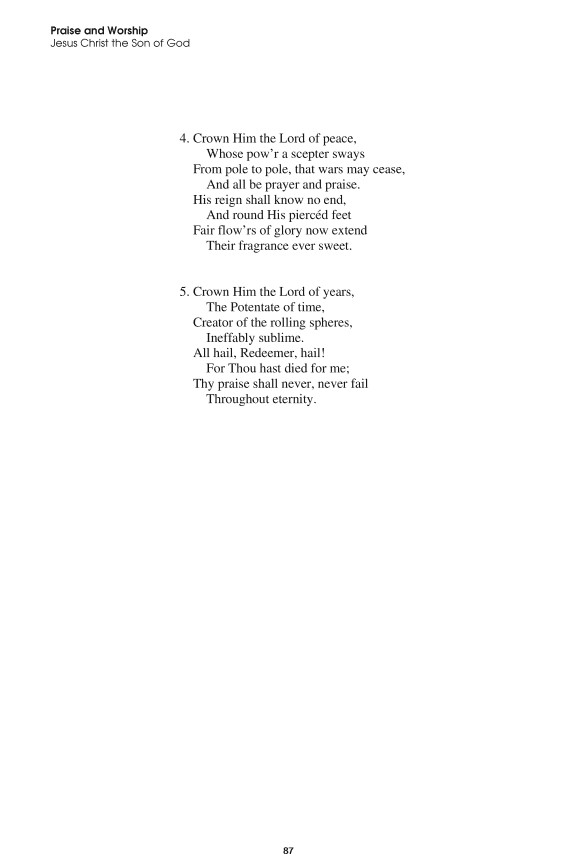 Praise and Worship
Jesus Christ the Son of God
4. Crown Him the Lord of peace,
Whose pow'r a scepter sways
From pole to pole, that wars may cease,
And all be prayer and praise.
His reign shall know no end,
And round His piercéd feet
Fair flow'rs of glory now extend
Their fragrance ever sweet.
5. Crown Him the Lord of years,
The Potentate of time,
Creator of the rolling spheres,
Ineffably sublime.
All hail, Redeemer, hail!
For Thou hast died for me;
Thy praise shall never, never fail
Throughout eternity.
87